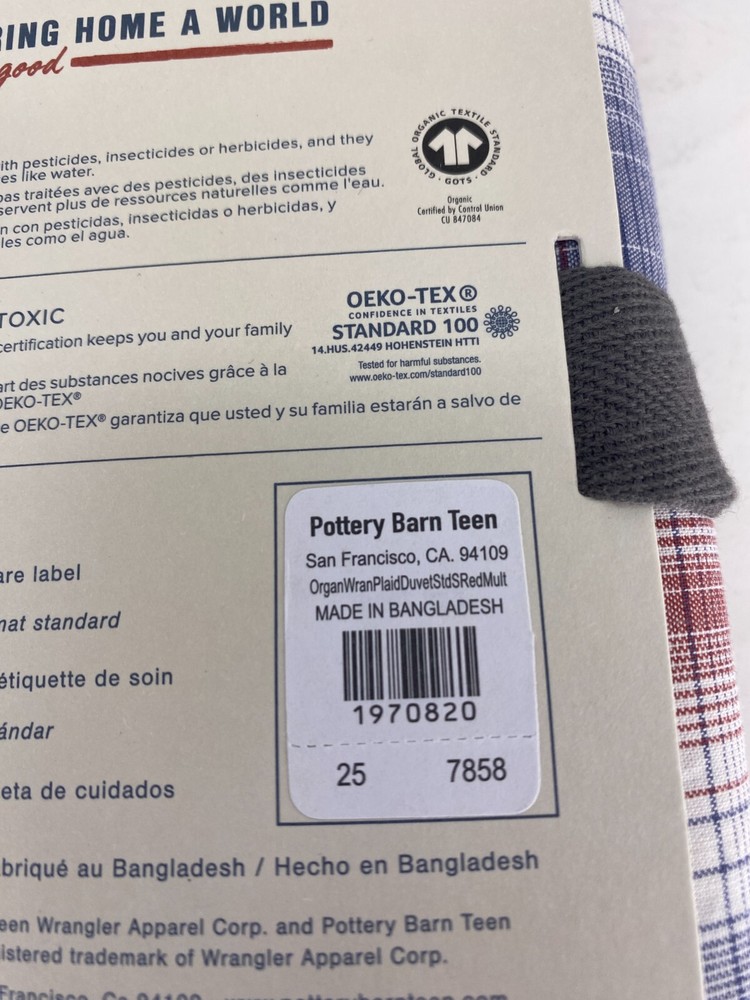 RING HOME A WORLD
good
ith pesticides, insecticides or herbicides, and they
es like water.
pas traitées avec des pesticides, des insecticides
servent plus de ressources naturelles comme l'eau.
n con pesticidas, insecticidas o herbicidas, y
les como el agua.
GLOBAL ORGANIC TEXTILE STANDARD
· GOTS ·
Organic
Certified by Control Union
CU 847084
TOXIC
certification keeps you and your family
art des substances nocives grâce à la
OEKO-TEX®
e OEKO-TEX® garantiza que usted y su familia estarán a salvo de
OEKO-TEX®
CONFIDENCE IN TEXTILES
STANDARD 100
14.HUS.42449 HOHENSTEIN HTTI
Tested for harmful substances.
www.oeko-tex.com/standard100
are label
mat standard
étiquette de soin
ándar
eta de cuidados
Pottery Barn Teen
San Francisco, CA. 94109
OrganWranPlaidDuvetStdSRedMult
MADE IN BANGLADESH
1970820
25 7858
briqué au Bangladesh / Hecho en Bangladesh
een Wrangler Apparel Corp. and Pottery Barn Teen
istered trademark of Wrangler Apparel Corp.
Francisco, Ca 94109 www.potterybarnteen.com